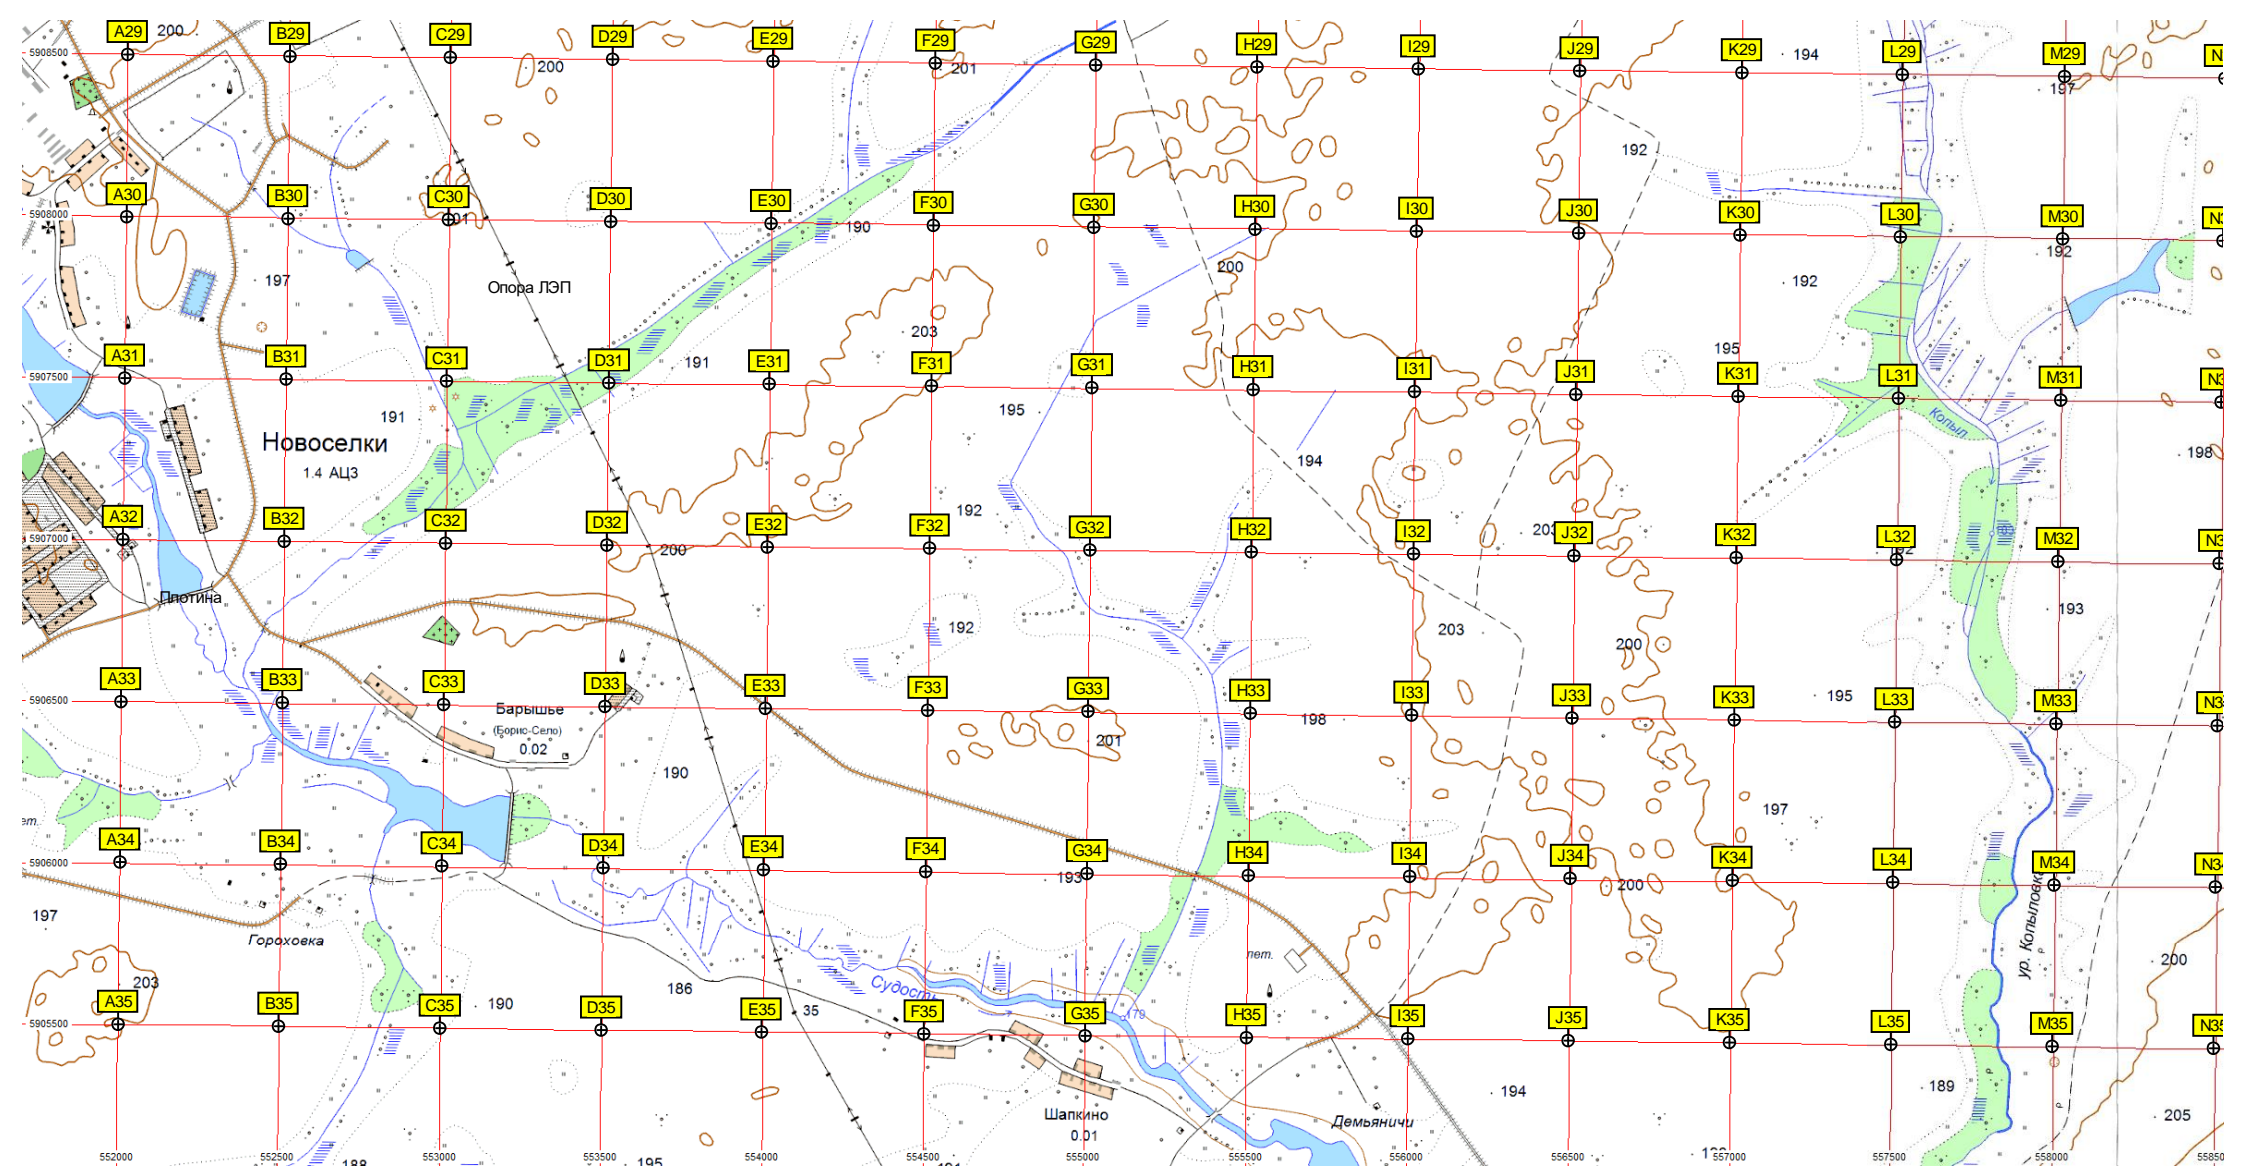 A29 200 B29 C29 D29 E29 F29 G29 H29 I29 J29 K29 194 L29 M29 N
5908500
200 201 197
192
A30 B30 C30 D30 E30 F30 G30 H30 I30 J30 K30 L30 M30
5908000
190
192
197 200 192
Опора ЛЭП
203
A31 B31 C31 D31 191 E31 F31 G31 H31 I31 J31 195 K31 L31 M31
5907500
191 195 Копыл
Новоселки
1.4 АЦЗ
194 198
A32 B32 C32 D32 E32 192 F32 G32 H32 I32 J32 K32 L32 M32
5907000
200
Плотина
192 203 200 193
A33 B33 C33 D33 E33 F33 G33 H33 I33 J33 K33 L33 M33
5906500
Барышье
(Борис-Село)
0.02
198 195
201
190 197
A34 B34 C34 D34 E34 F34 G34 H34 I34 J34 K34 L34 M34 N34
5906000
193 200
197
Гороховка
лет.
ур. Копыловка
200
203 186 Судость
A35 B35 C35 190 D35 E35 35 F35 G35 179 H35 I35 J35 K35 L35 M35 N35
5905500
194 189
Шапкино
0.01
Демьяничи
205
188 195
552000 552500 553000 553500 554000 554500 555000 555500 556000 556500 557000 557500 558000